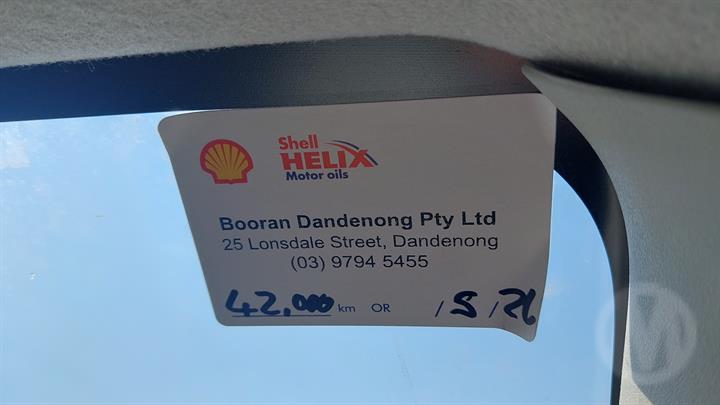 Shell
HELIX
Motor oils
Booran Dandenong Pty Ltd
25 Lonsdale Street, Dandenong
(03) 9794 5455
42,000 km OR / 5 / 26